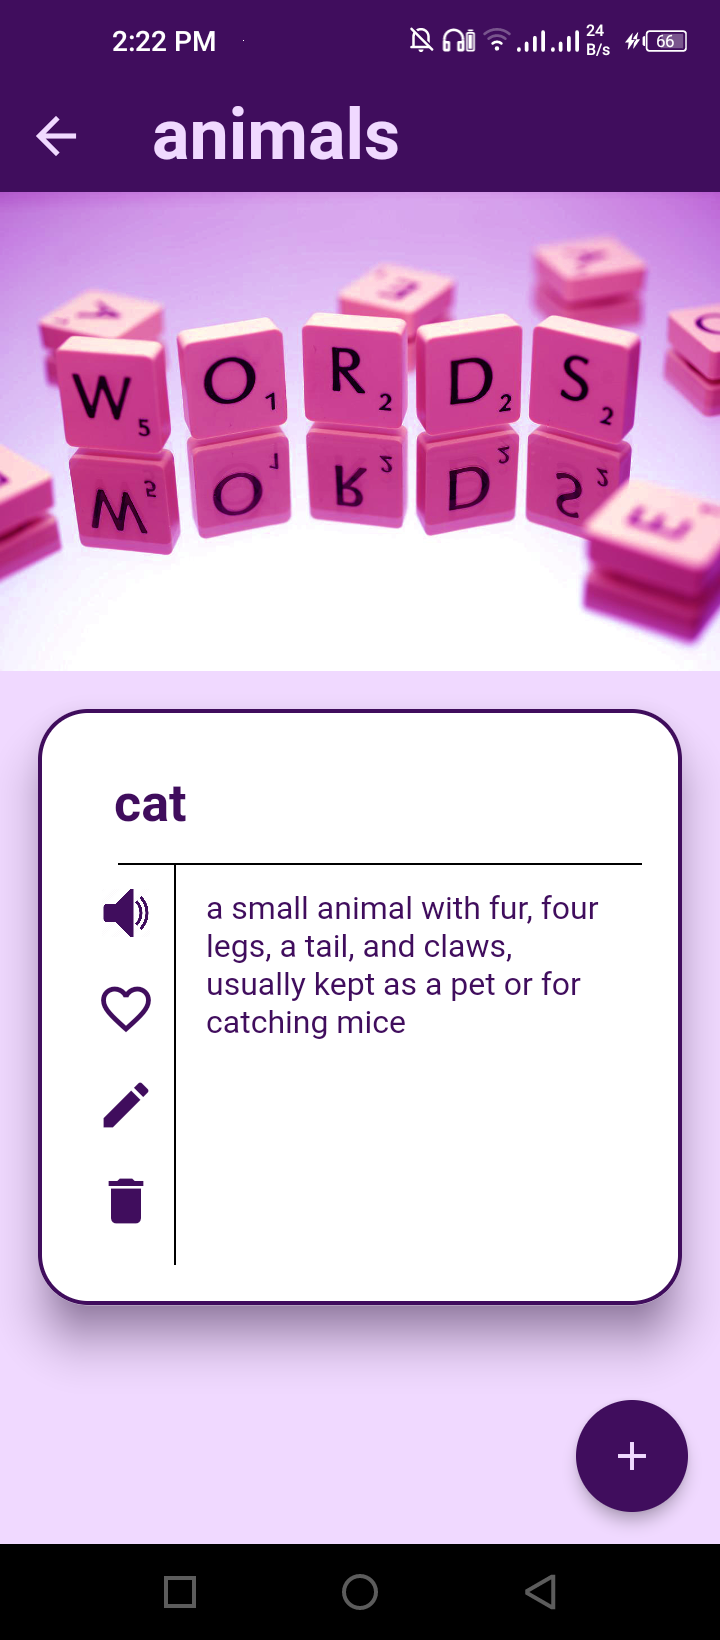 2:22 PM 24 B/s 66
animals
Y E X
W5 O1 R2 D2 S2
E
cat
a small animal with fur, four
legs, a tail, and claws,
usually kept as a pet or for
catching mice